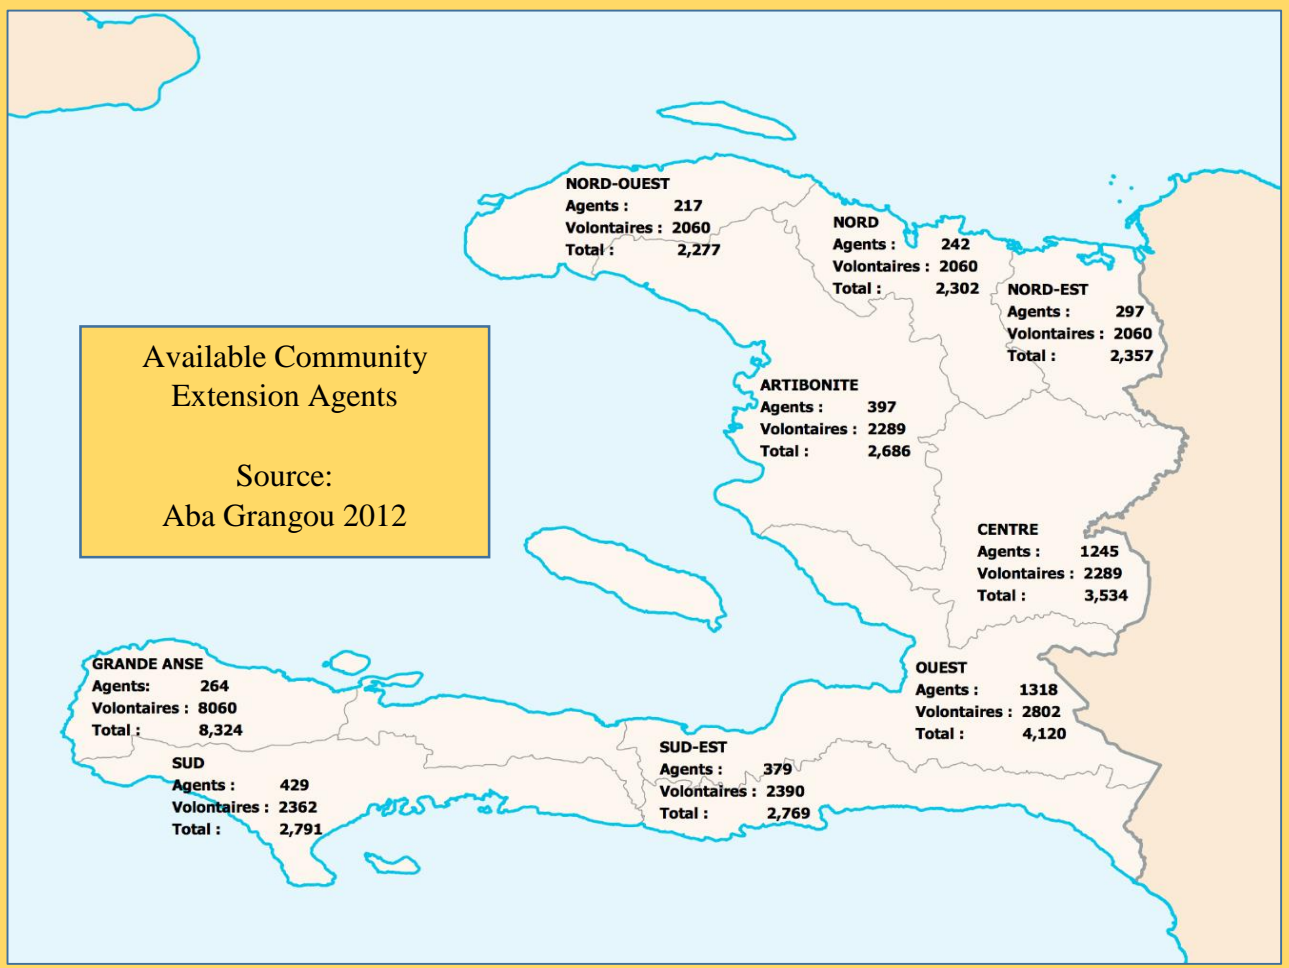 NORD-OUEST
Agents : 217
Volontaires : 2060
Total : 2,277
NORD
Agents : 242
Volontaires : 2060
Total : 2,302
NORD-EST
Agents : 297
Volontaires : 2060
Total : 2,357
Available Community
Extension Agents
Source:
Aba Grangou 2012
ARTIBONITE
Agents : 397
Volontaires : 2289
Total : 2,686
CENTRE
Agents : 1245
Volontaires : 2289
Total : 3,534
GRANDE ANSE
Agents: 264
Volontaires : 8060
Total : 8,324
OUEST
Agents : 1318
Volontaires : 2802
Total : 4,120
SUD
Agents : 429
Volontaires : 2362
Total : 2,791
SUD-EST
Agents : 379
Volontaires : 2390
Total : 2,769